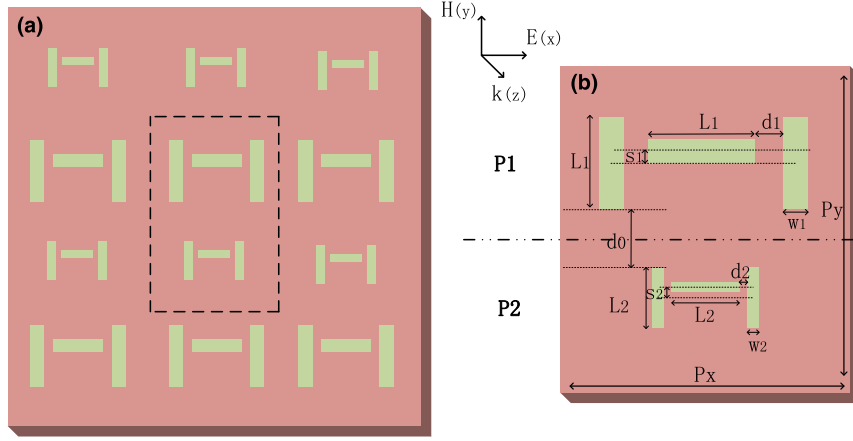 (a)
H(y)
E(x)
k(z)
(b)
P1
L1
L1
d1
S1
W1
Py
d0
P2
L2
S2
d2
L2
W2
Px